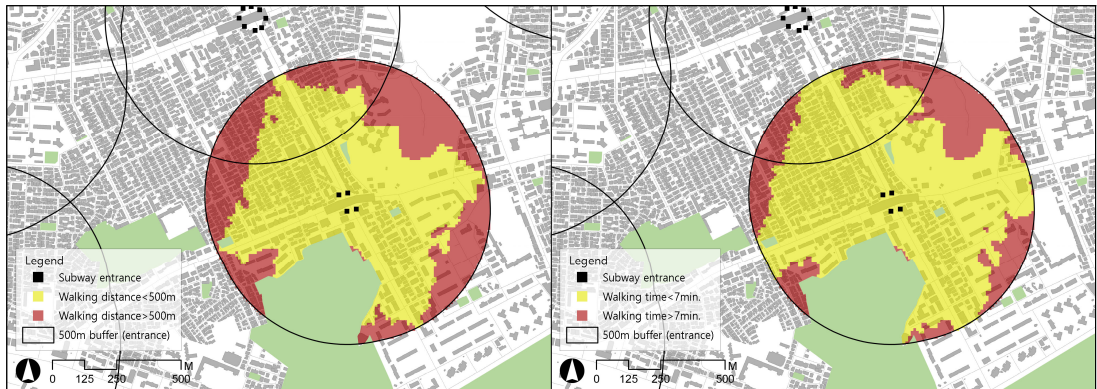 Legend
Subway entrance
Walking distance<500m
Walking distance>500m
500m buffer (entrance)
M
0 125 250 500
Legend
Subway entrance
Walking time<7min.
Walking time>7min.
500m buffer (entrance)
M
0 125 250 500